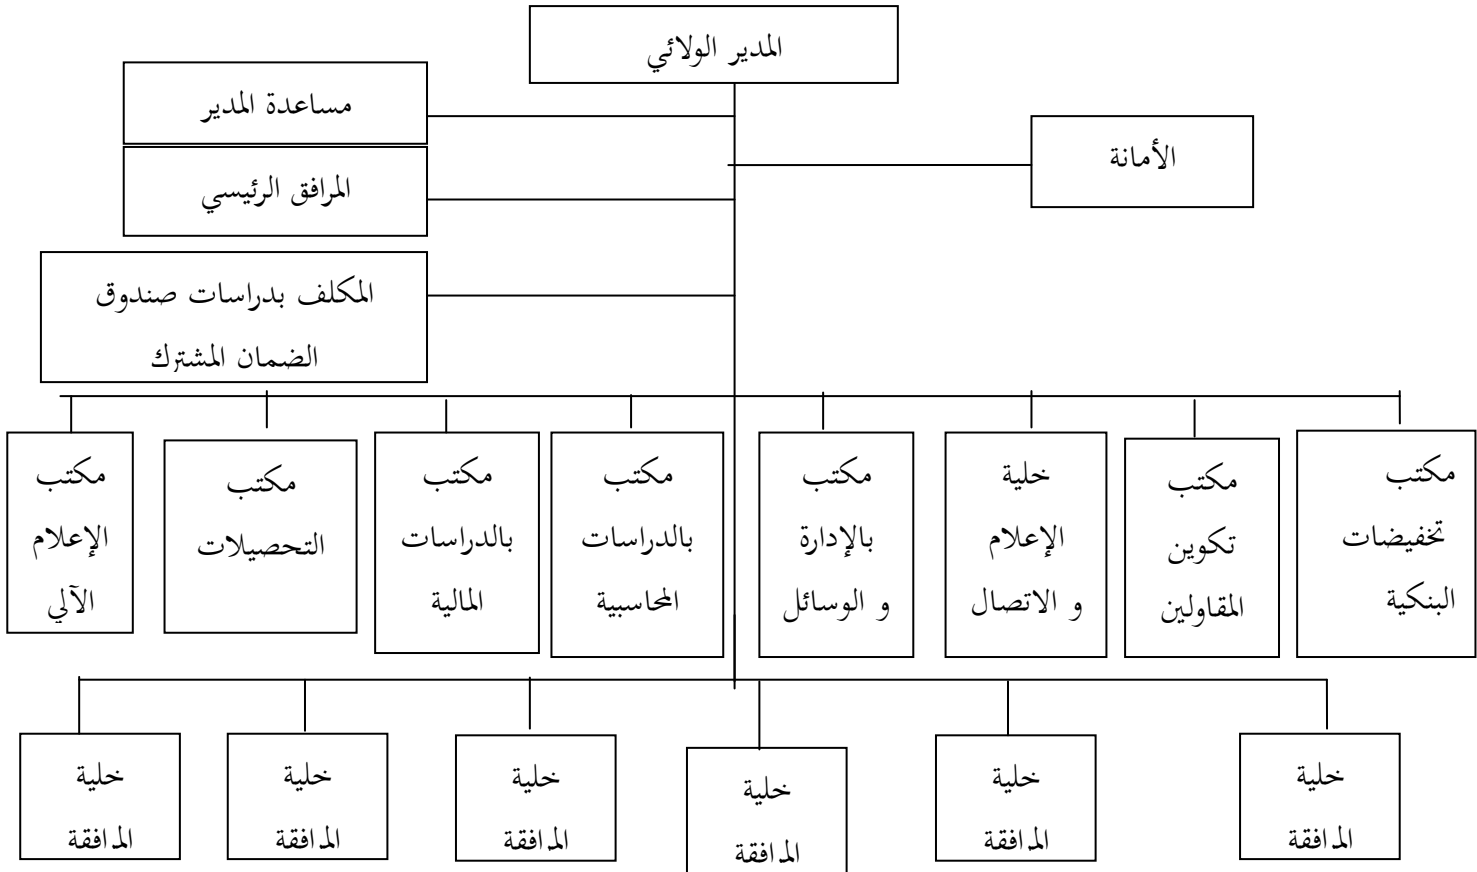 المدير الولائي
مساعدة المدير
الأمانة
المرافق الرئيسي
المكلف بدراسات صندوق
الضمان المشترك
مكتب
تخفيضات
البنكية
مكتب
تكوين
المقاولين
خلية
الإعلام
و الاتصال
مكتب
بالإدارة
و الوسائل
مكتب
بالدراسات
المحاسبية
مكتب
بالدراسات
المالية
مكتب
التحصيلات
مكتب
الإعلام
الآلي
خلية
المرافقة
خلية
المرافقة
خلية
المرافقة
خلية
المرافقة
خلية
المرافقة
خلية
المرافقة